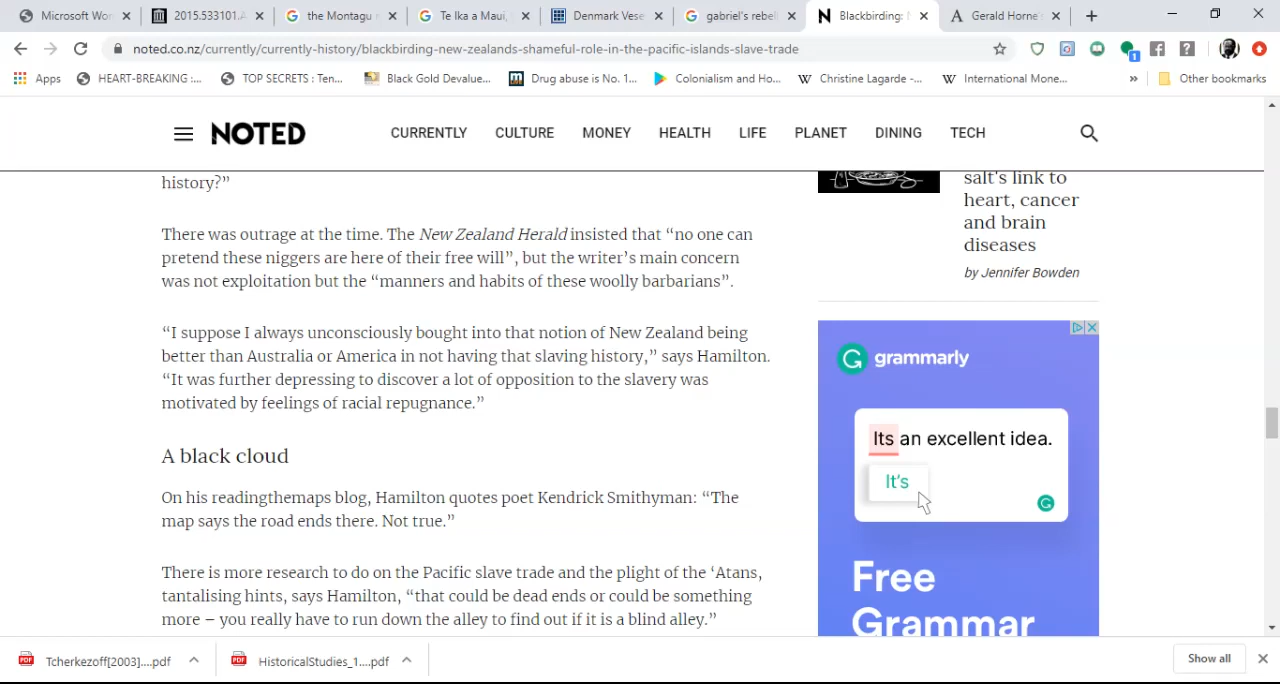 Microsoft Wor
2015.533101.
the Montagu
Te Ika a Maui,
Denmark Vese
gabriel's rebel
Blackbirding:
Gerald Horne's
noted.co.nz/currently/currently-history/blackbirding-new-zealands-shameful-role-in-the-pacific-islands-slave-trade
Apps
HEART-BREAKING :...
TOP SECRETS : Ten...
Black Gold Devalue...
Drug abuse is No. 1...
Colonialism and Ho...
Christine Lagarde -...
International Mone...
»
Other bookmarks
NOTED
CURRENTLY CULTURE MONEY HEALTH LIFE PLANET DINING TECH
history?”
There was outrage at the time. The New Zealand Herald insisted that “no one can
pretend these niggers are here of their free will”, but the writer’s main concern
was not exploitation but the “manners and habits of these woolly barbarians”.
“I suppose I always unconsciously bought into that notion of New Zealand being
better than Australia or America in not having that slaving history,” says Hamilton.
“It was further depressing to discover a lot of opposition to the slavery was
motivated by feelings of racial repugnance.”
A black cloud
On his readingthemaps blog, Hamilton quotes poet Kendrick Smithyman: “The
map says the road ends there. Not true.”
There is more research to do on the Pacific slave trade and the plight of the ‘Atans,
tantalising hints, says Hamilton, “that could be dead ends or could be something
more – you really have to run down the alley to find out if it is a blind alley.”
salt's link to
heart, cancer
and brain
diseases
by Jennifer Bowden
grammarly
Its an excellent idea.
It's
Free
Grammar
Tcherkezoff[2003]....pdf
HistoricalStudies_1....pdf
Show all